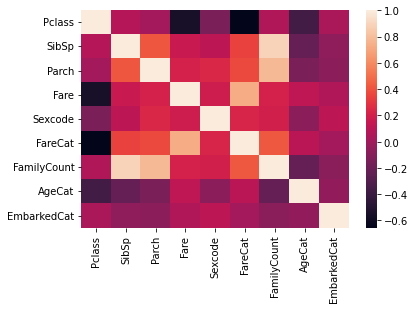 Pclass
SibSp
Parch
Fare
Sexcode
FareCat
FamilyCount
AgeCat
EmbarkedCat
Pclass
SibSp
Parch
Fare
Sexcode
FareCat
FamilyCount
AgeCat
EmbarkedCat
1.0
0.8
0.6
0.4
0.2
0.0
−0.2
−0.4
−0.6